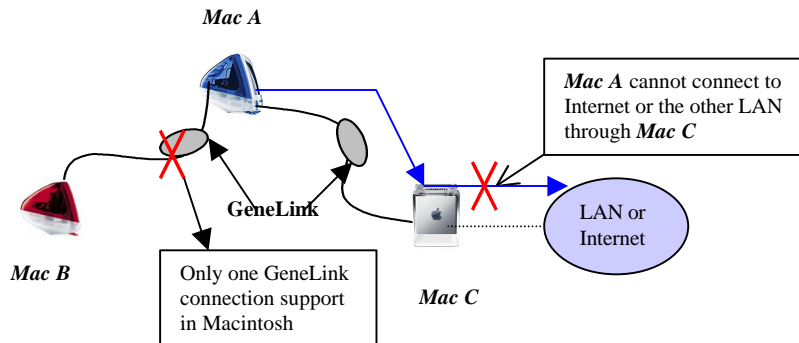 Mac A
Mac A cannot connect to
Internet or the other LAN
through Mac C
GeneLink
LAN or
Internet
Mac B
Only one GeneLink
connection support
in Macintosh
Mac C